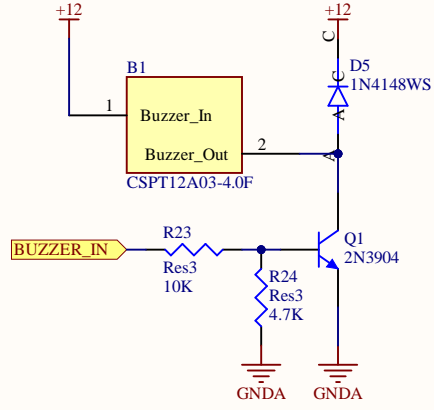 +12
+12
C
B1
D5
C
1N4148WS
1
Buzzer_In
A
2
Buzzer_Out
A
CSPT12A03-4.0F
R23
Q1
BUZZER_IN
2N3904
Res3
R24
10K
Res3
4.7K
GNDA
GNDA